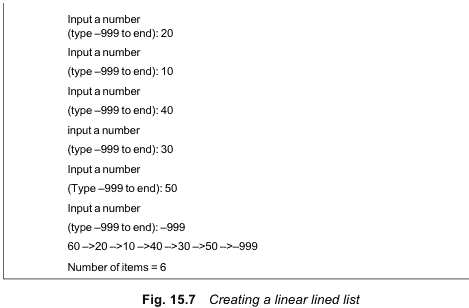 Input a number
(type –999 to end): 20
Input a number
(type –999 to end): 10
Input a number
(type –999 to end): 40
input a number
(type –999 to end): 30
Input a number
(Type –999 to end): 50
Input a number
(type –999 to end): –999
60 –>20 –>10 –>40 –>30 –>50 –>–999
Number of items = 6
Fig. 15.7 Creating a linear lined list